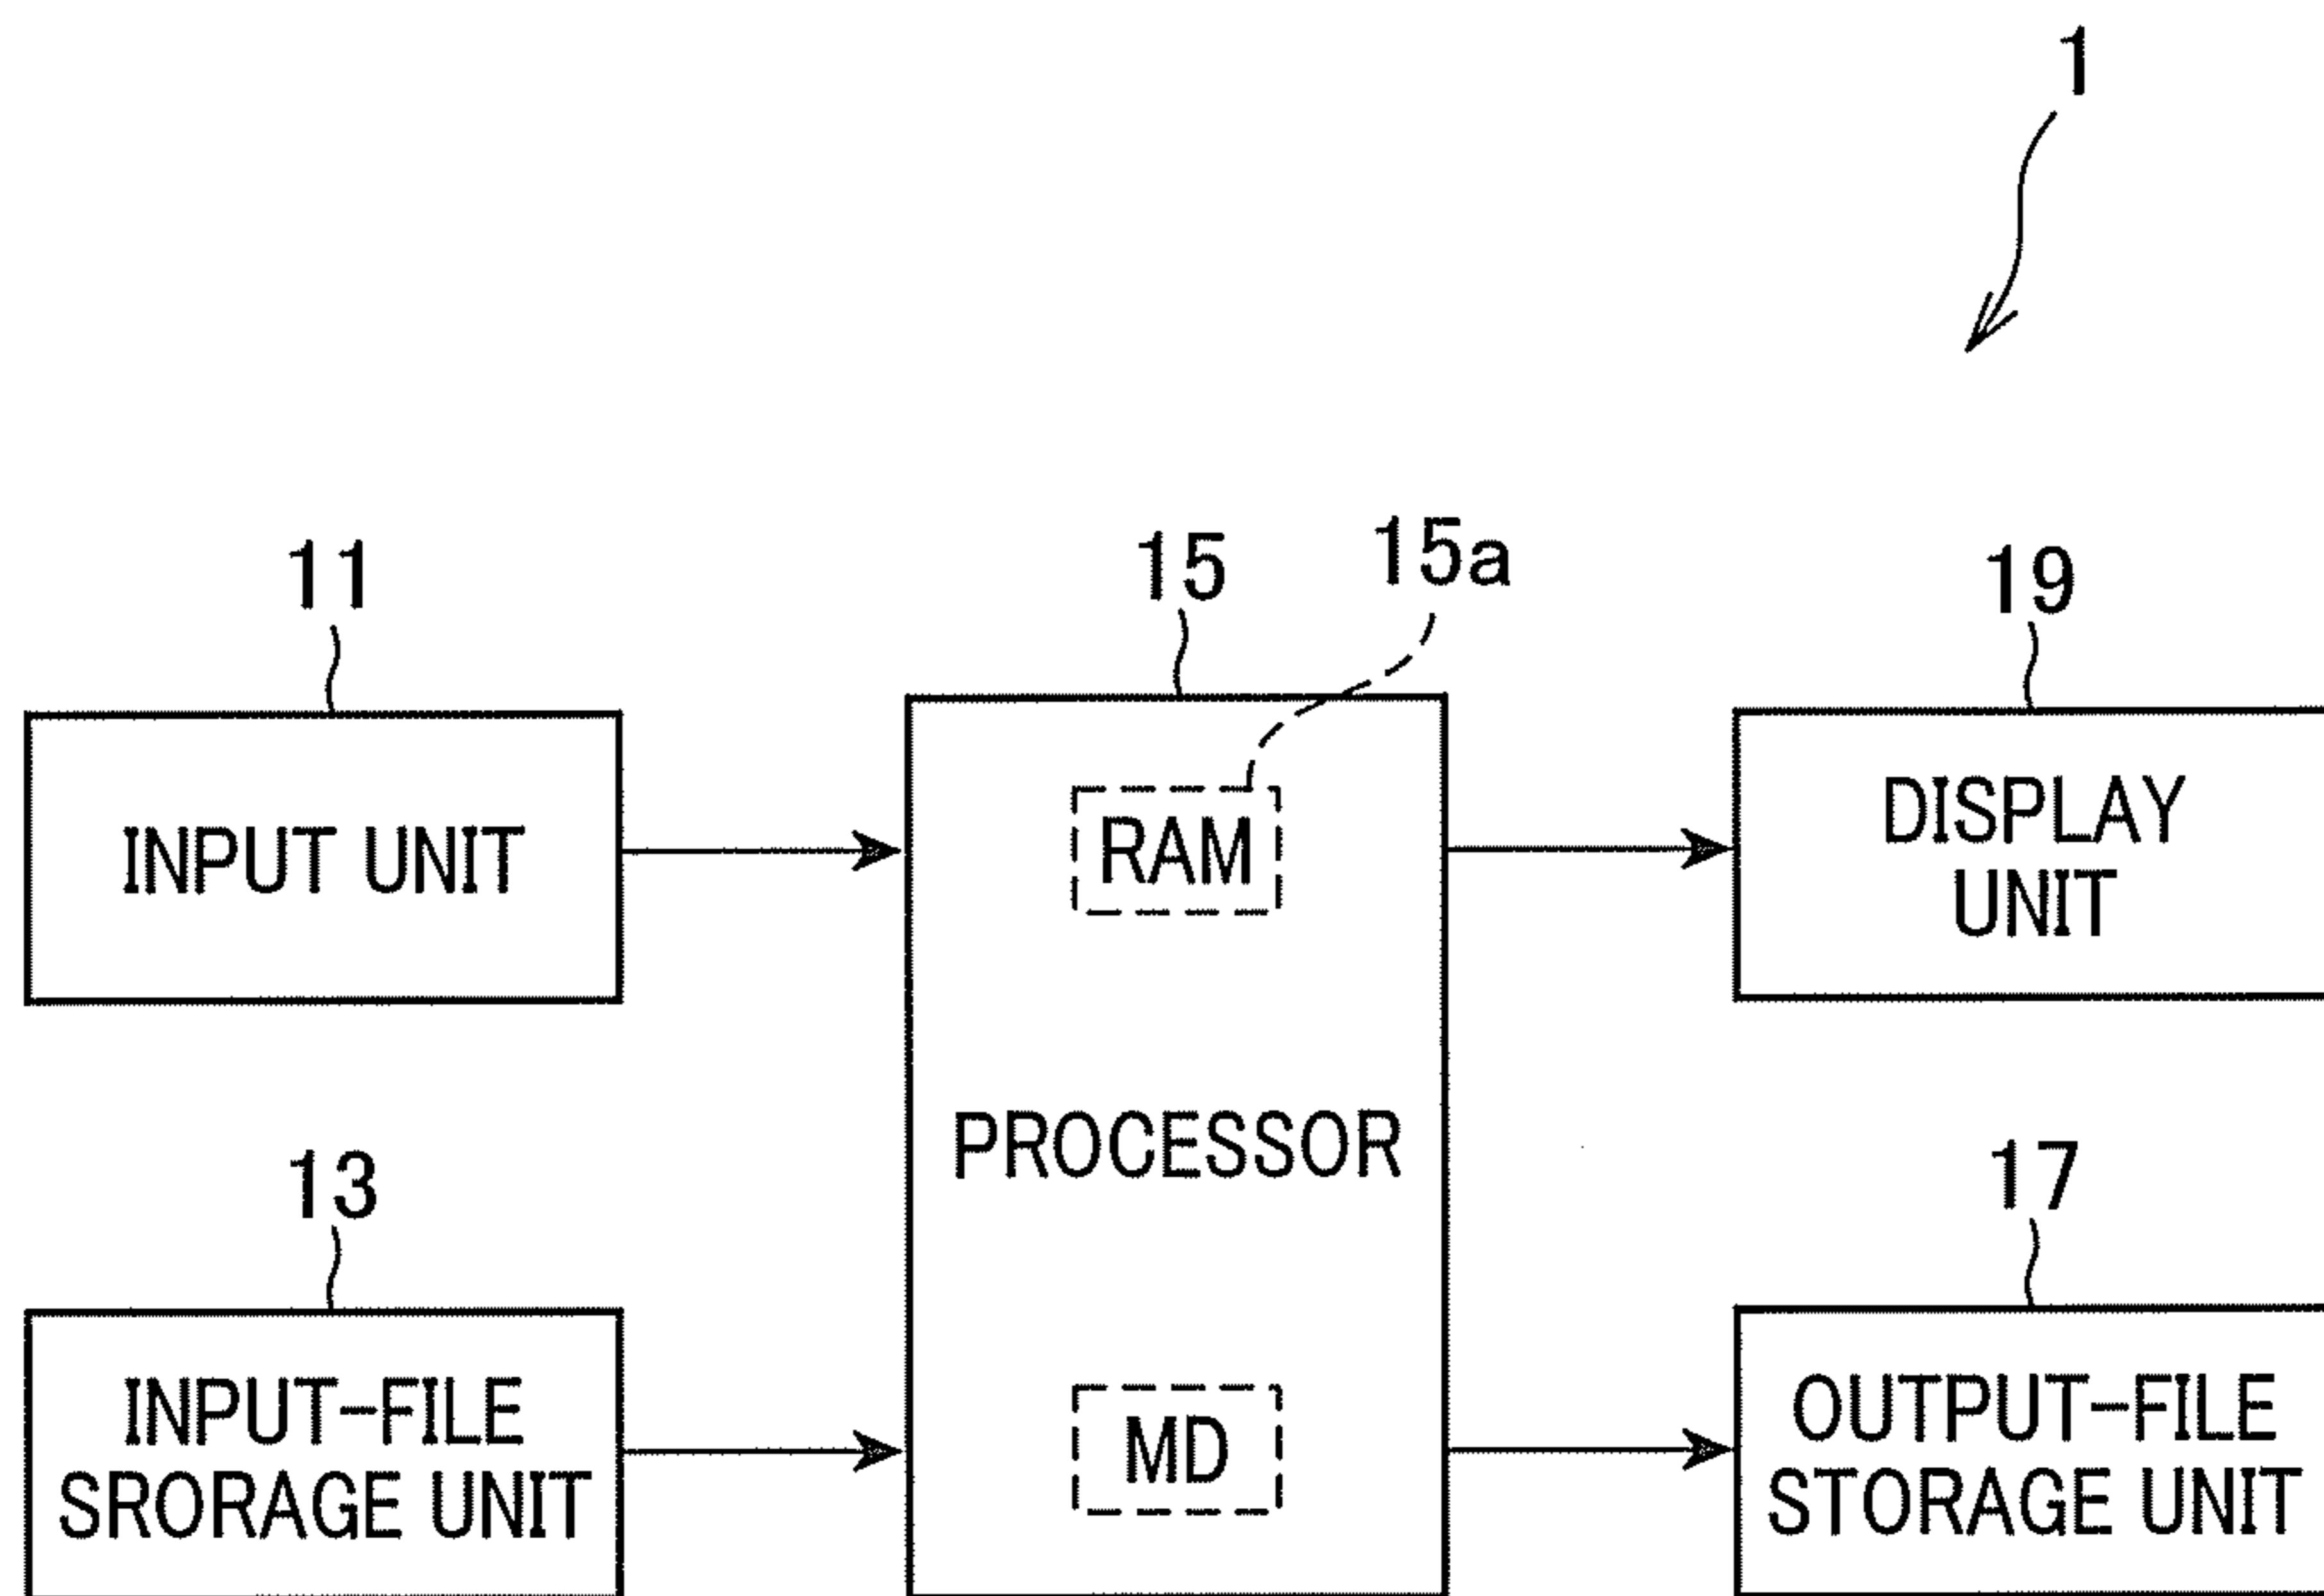 1
11
15
15a
19
INPUT UNIT
RAM
DISPLAY
UNIT
PROCESSOR
13
17
INPUT-FILE
SRORAGE UNIT
MD
OUTPUT-FILE
STORAGE UNIT